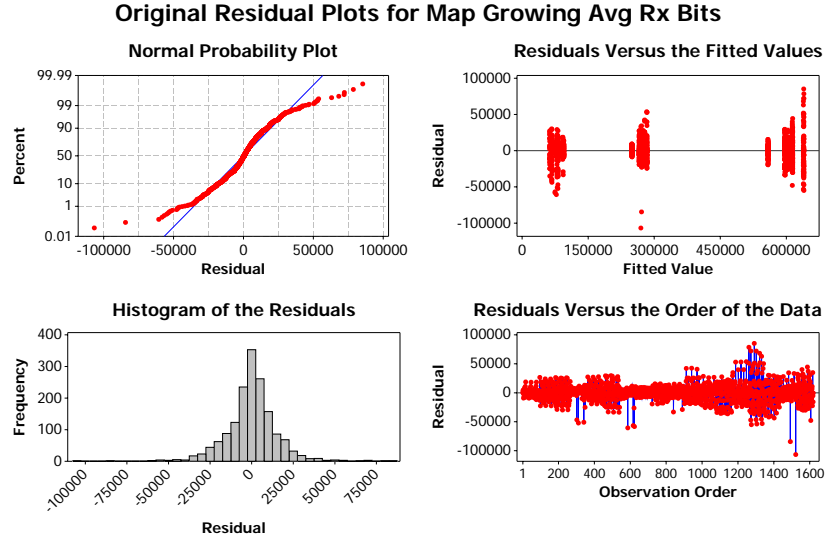 Original Residual Plots for Map Growing Avg Rx Bits
Normal Probability Plot
99.99
99
90
50
10
1
0.01
Percent
-100000 -50000 0 50000 100000
Residual
Residuals Versus the Fitted Values
100000
50000
0
-50000
-100000
Residual
0 150000 300000 450000 600000
Fitted Value
Histogram of the Residuals
400
300
200
100
0
Frequency
-100000 -75000 -50000 -25000 0 25000 50000 75000
Residual
Residuals Versus the Order of the Data
100000
50000
0
-50000
-100000
Residual
1 200 400 600 800 1000 1200 1400 1600
Observation Order